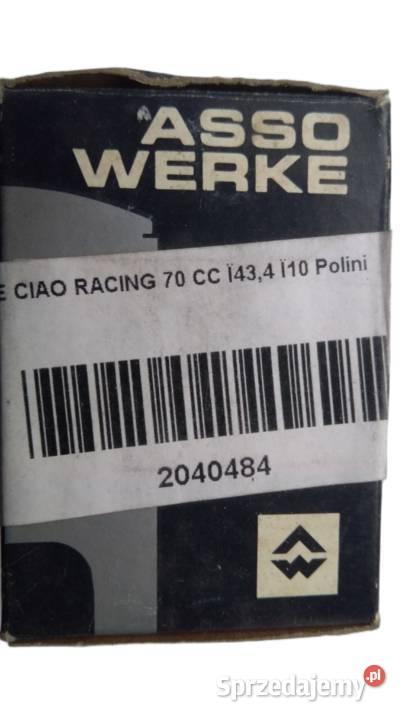 ASSO
WERKE
E CIAO RACING 70 CC Ï43,4 Ï10 Polini
2040484
Sprzedajemy.pl